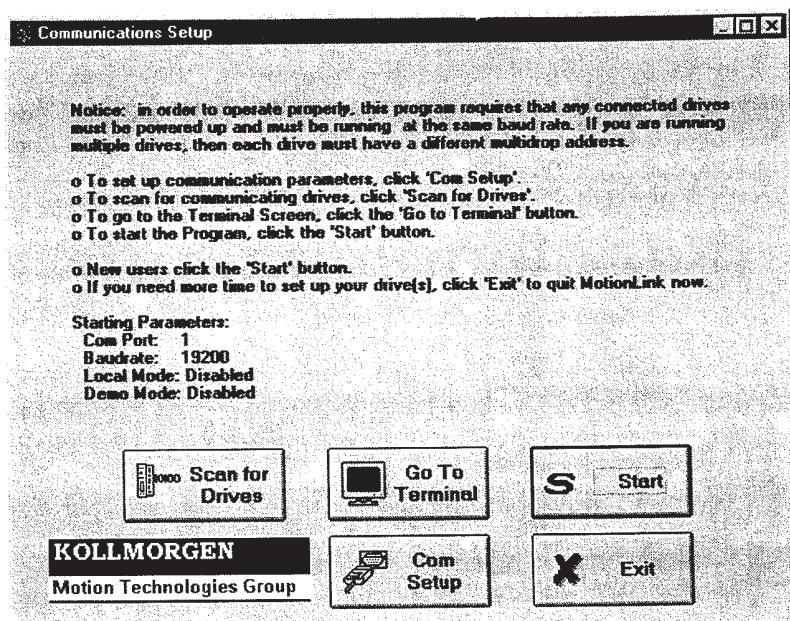 Communications Setup
Notice: in order to operate properly, this program requires that any connected drives
must be powered up and must be running at the same baud rate. If you are running
multiple drives, then each drive must have a different multidrop address.
o To set up communication parameters, click 'Com Setup'.
o To scan for communicating drives, click 'Scan for Drives'.
o To go to the Terminal Screen, click the 'Go to Terminal' button.
o To start the Program, click the 'Start' button.
o New users click the 'Start' button.
o If you need more time to set up your drive(s), click 'Exit' to quit MotionLink now.
Starting Parameters:
Com Port: 1
Baudrate: 19200
Local Mode: Disabled
Demo Mode: Disabled
Scan for
Drives
Go To
Terminal
S Start
KOLLMORGEN
Motion Technologies Group
Com
Setup
Exit